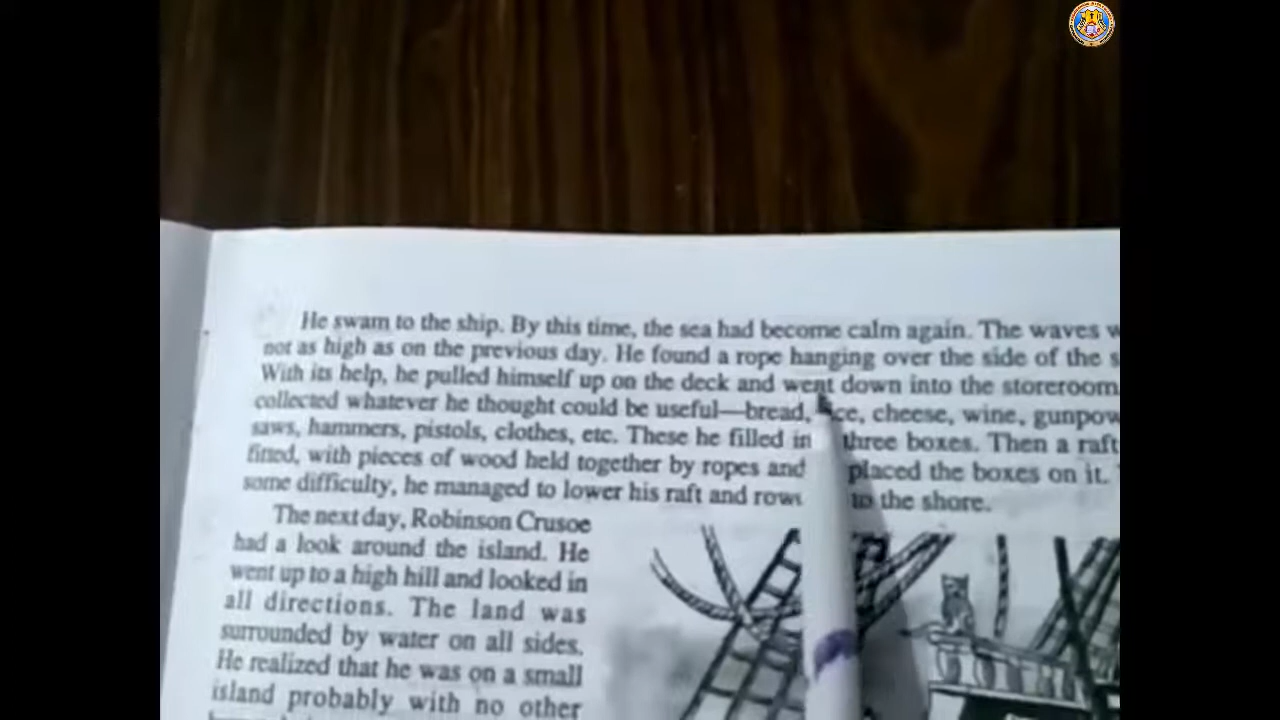 He swam to the ship. By this time, the sea had become calm again. The waves
not as high as on the previous day. He found a rope hanging over the side of the
With its help, he pulled himself up on the deck and went down into the storeroom
collected whatever he thought could be useful—bread, ce, cheese, wine, gunpow
saws, hammers, pistols, clothes, etc. These he filled in three boxes. Then a raft
fitted, with pieces of wood held together by ropes and placed the boxes on it.
some difficulty, he managed to lower his raft and row to the shore.
The next day, Robinson Crusoe
had a look around the island. He
went up to a high hill and looked in
all directions. The land was
surrounded by water on all sides.
He realized that he was on a small
island probably with no other